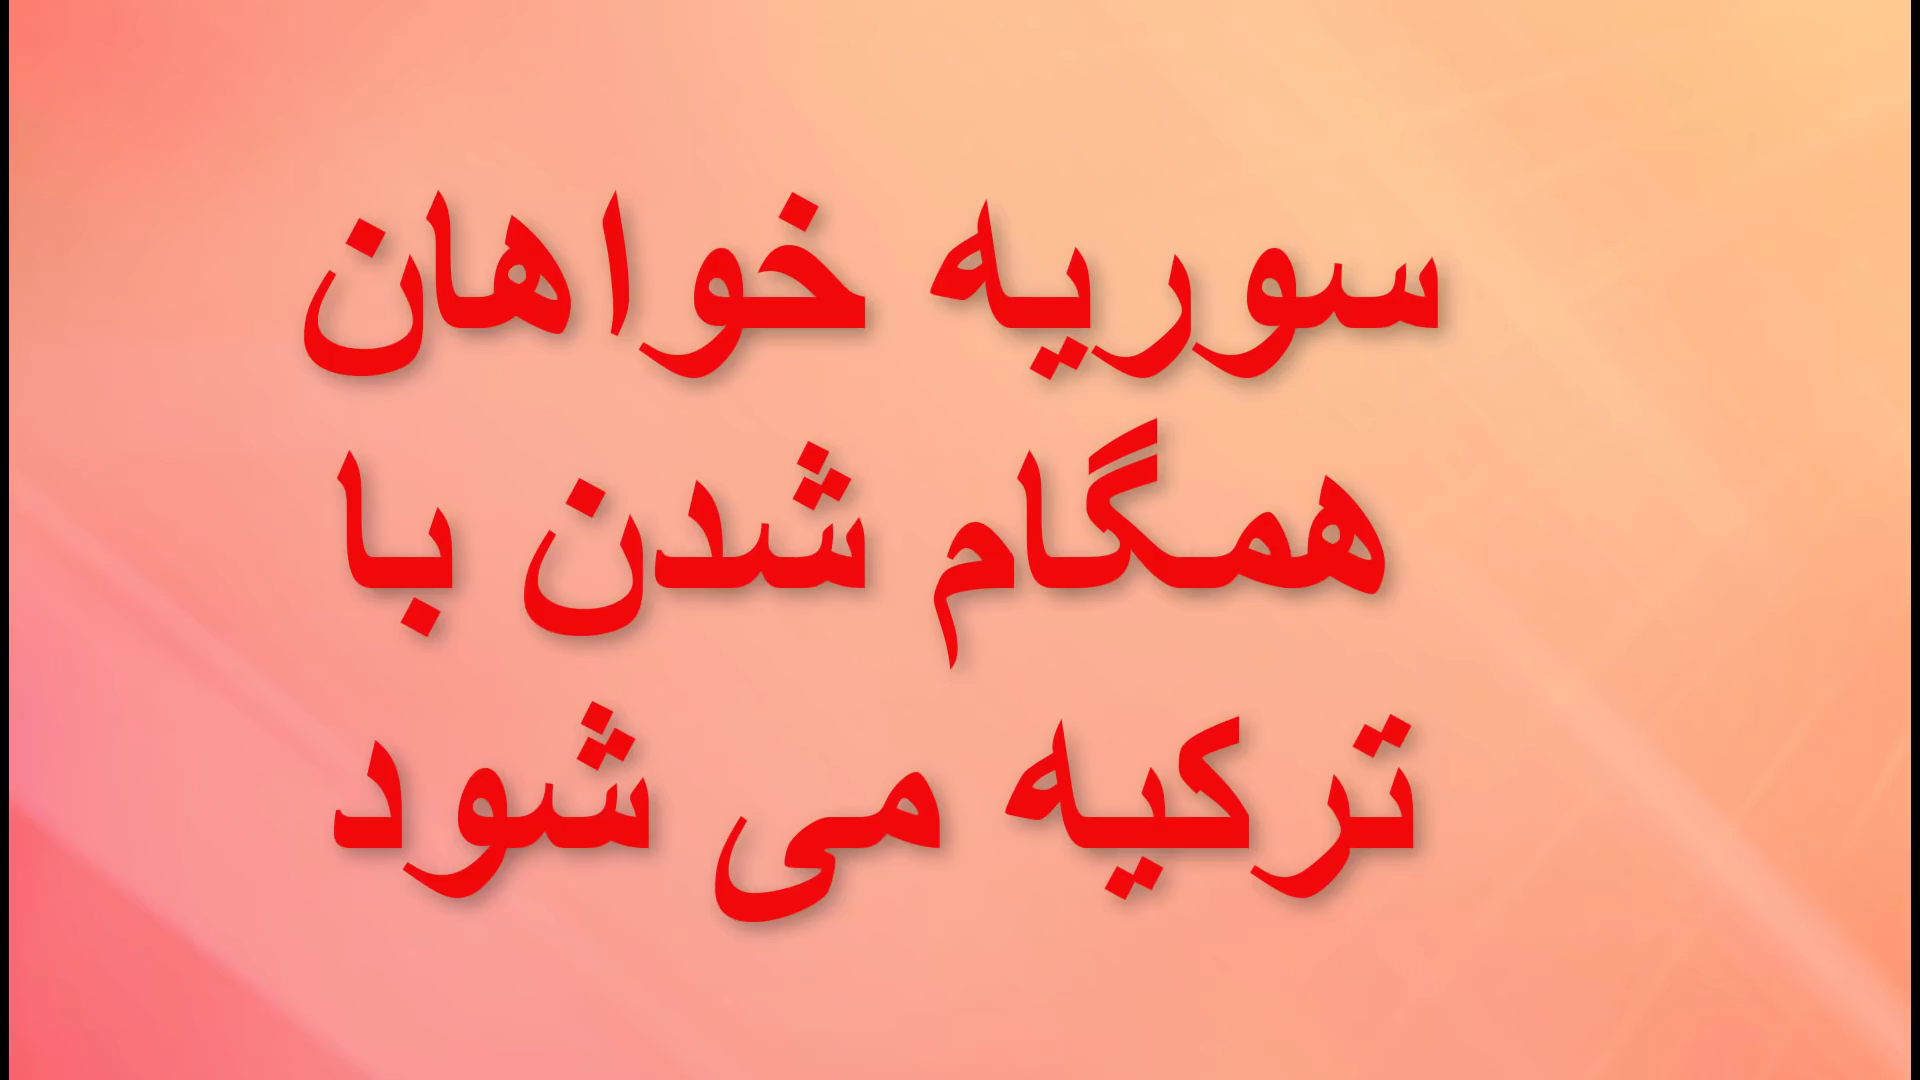 سوریه خواهان
همگام شدن با
ترکیه می شود